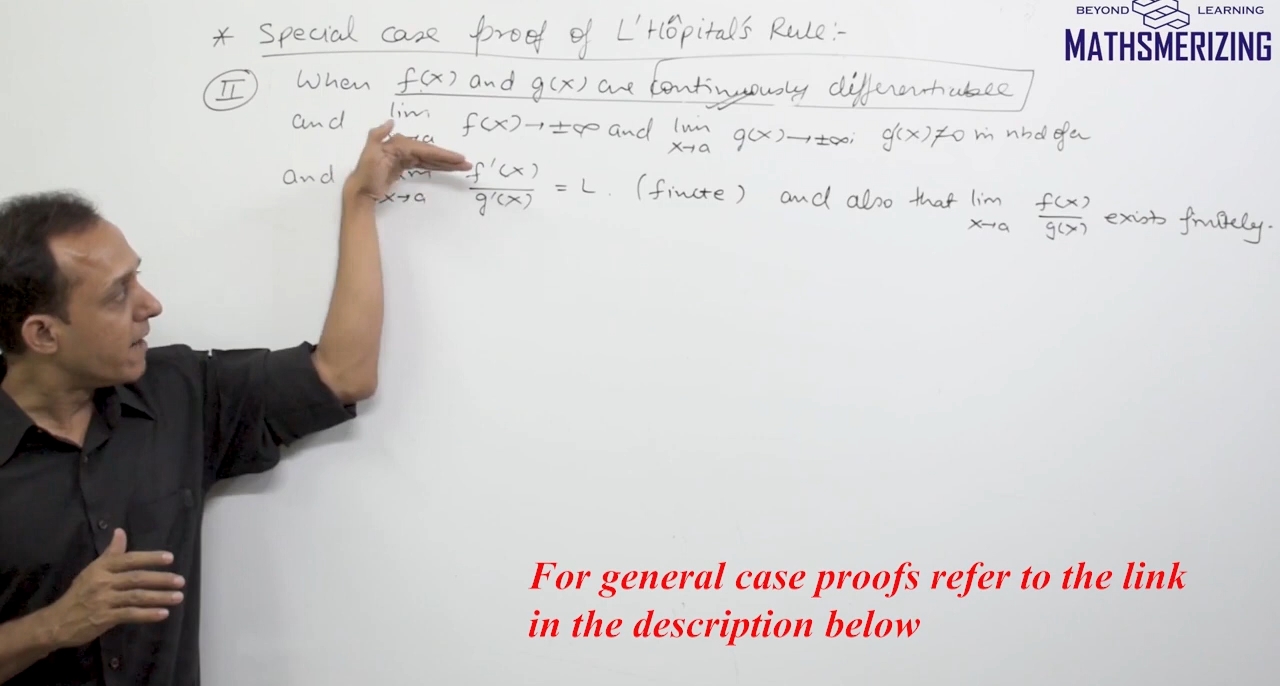 BEYOND LEARNING
MATHSMERIZING
* Special case proof of L'Hôpital's Rule:-
II When f(x) and g(x) are continuously differentiable
and lim x→a f(x)→±∞ and lim x→a g(x)→±∞; g'(x)≠0 in nbd of a
and lim x→a f'(x)/g'(x) = L. (finite) and also that lim x→a f(x)/g(x) exists finitely.
For general case proofs refer to the link
in the description below